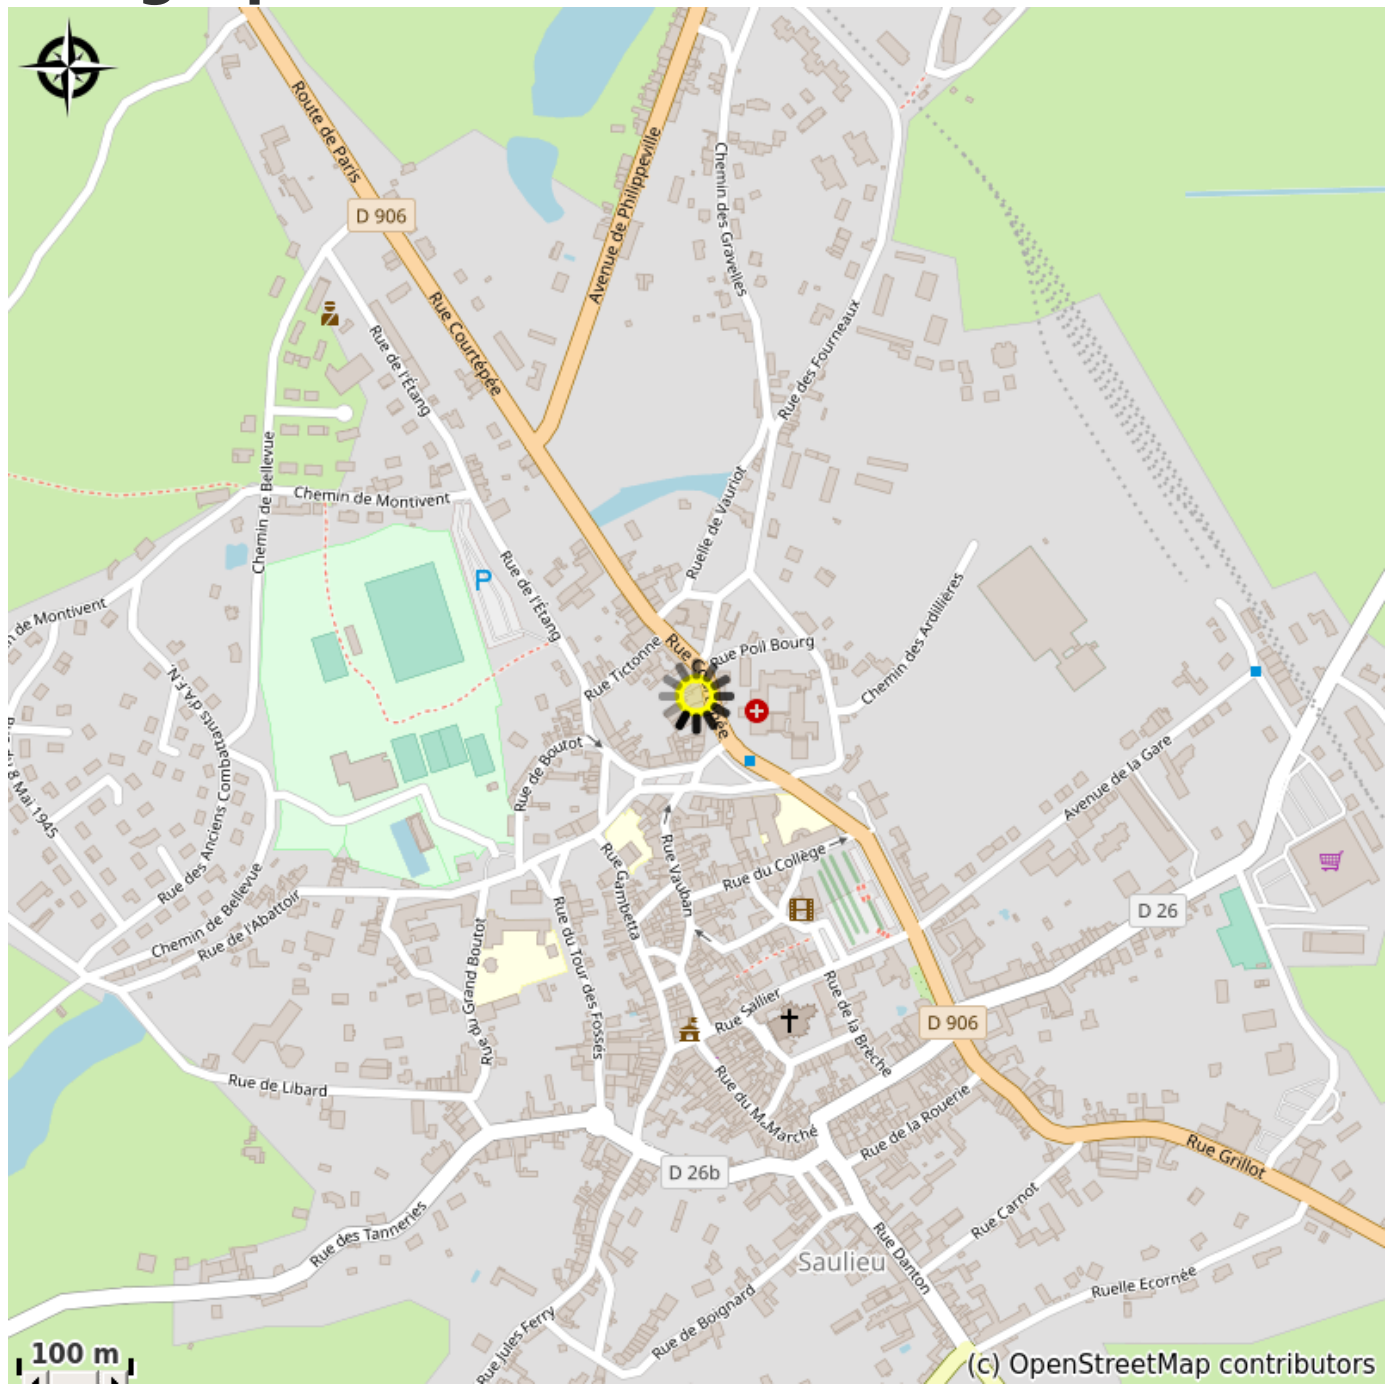 Route de Paris
D 906
Avenue de Philippeville
Chemin des Gravelles
Rue Courtépée
Rue de l'Étang
Rue des Fourneaux
Chemin de Bellevue
Chemin de Montivent
Ruelle de Vauriot
P
Rue de l'Étang
n de Montivent
Chemin des Ardillières
Rue Tictonne
Rue
Rue Poil Bourg
Rue de Boutot
Avenue de la Gare
8 Mai 1945
Rue des Anciens Combattants d'A.F.N.
Rue du Collège
Rue Vauban
Rue Gambetta
Chemin de Bellevue
Rue de l'Abattoir
D 26
Rue du Grand Boutot
Rue du Tour des Fossés
Rue Sallier
Rue de la Brèche
D 906
Rue de Libard
Rue du M
Marché
Rue de la Rouerie
Rue Grillot
D 26b
Rue Carnot
Rue des Tanneries
Saulieu
Rue Danton
Ruelle Ecornée
Rue Jules Ferry
Rue de Boignard
100 m
(c) OpenStreetMap contributors